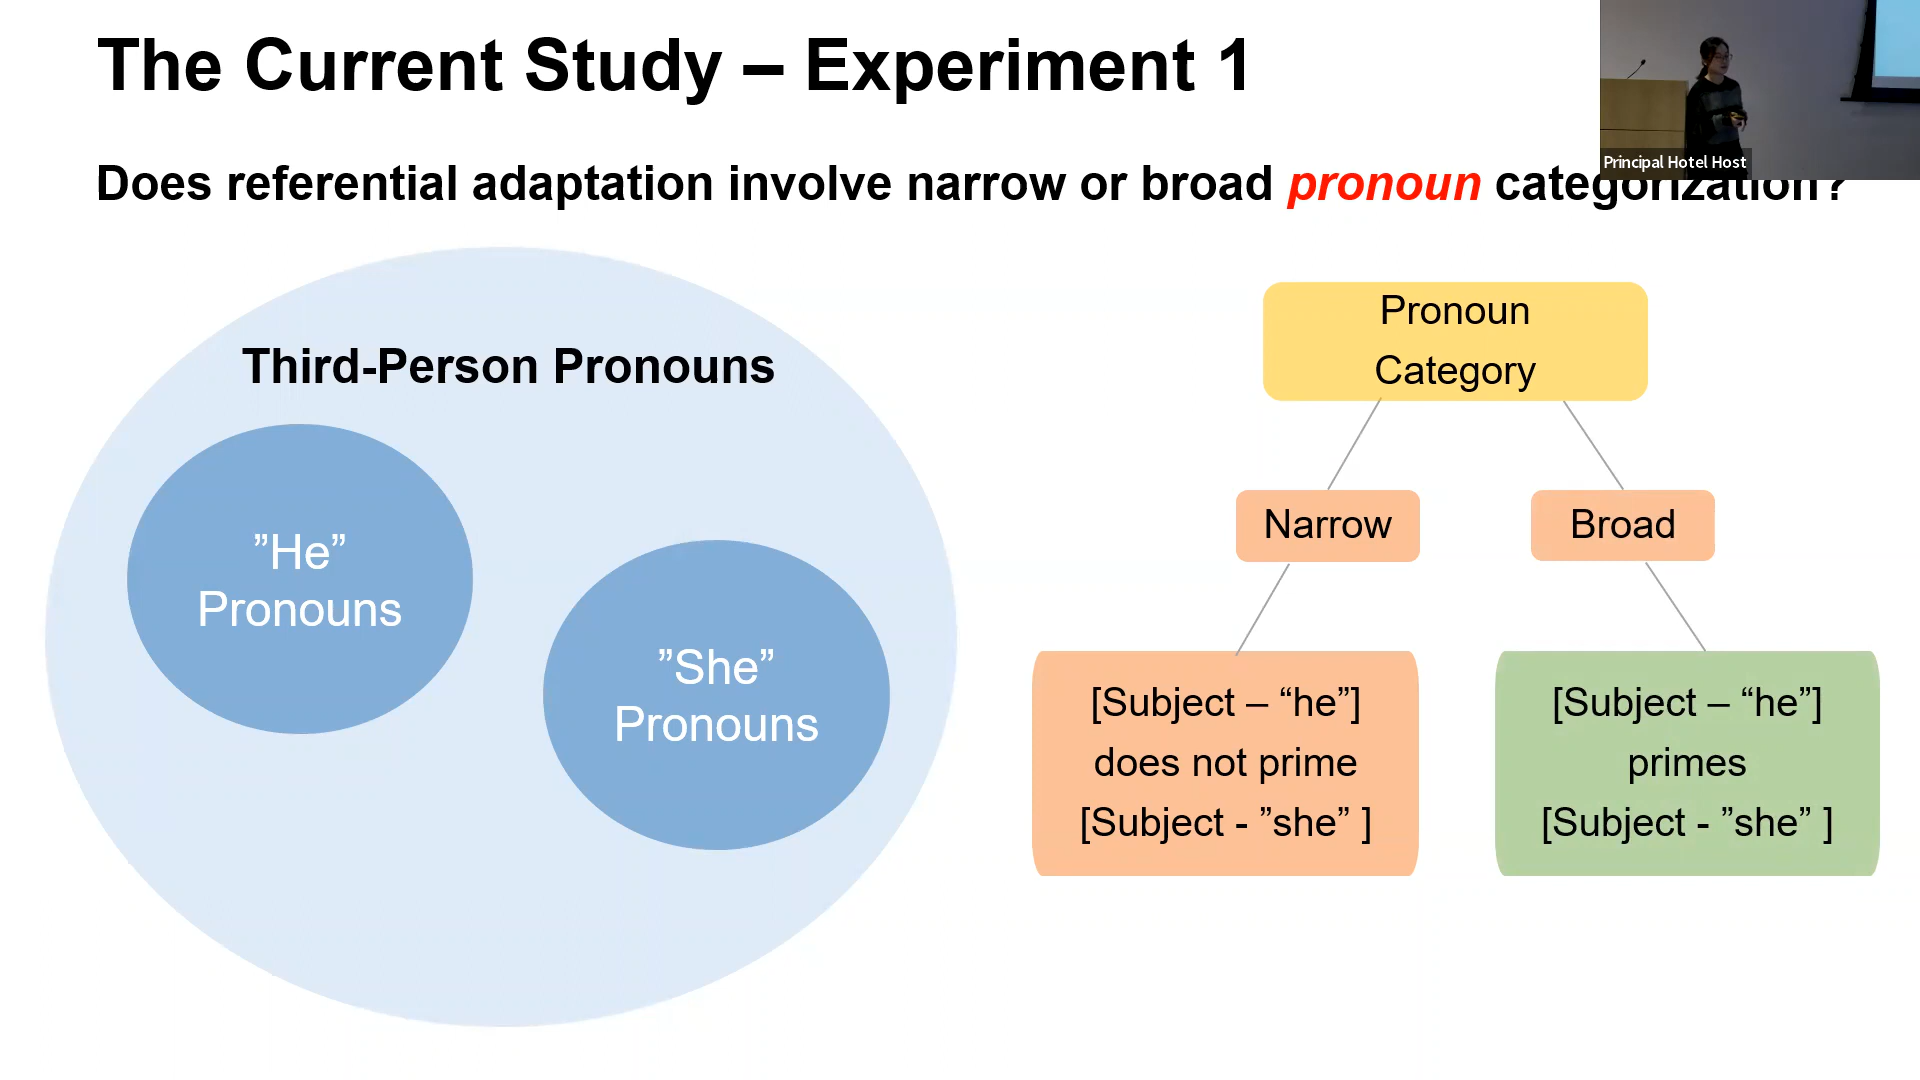 The Current Study – Experiment 1
Principal Hotel Host
Does referential adaptation involve narrow or broad pronoun categorization?
Third-Person Pronouns
”He”
Pronouns
”She”
Pronouns
Pronoun
Category
Narrow
Broad
[Subject – “he”]
does not prime
[Subject - ”she” ]
[Subject – “he”]
primes
[Subject - ”she” ]